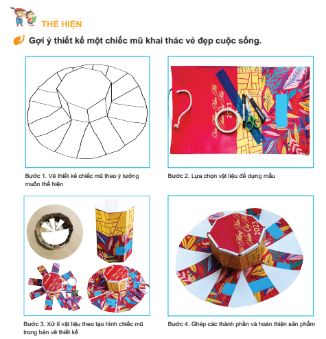 THỂ HIỆN
Gợi ý thiết kế một chiếc mũ khai thác vẻ đẹp cuộc sống.
Bước 1. Vẽ thiết kế chiếc mũ theo ý tưởng
muốn thể hiện
Bước 2. Lựa chọn vật liệu để dựng mẫu
Bước 3. Xử tí vật liệu theo tạo hình chiếc mũ
trong bản vẽ thiết kế
Bước 4. Ghép các thành phần và hoàn thiện sản phẩm